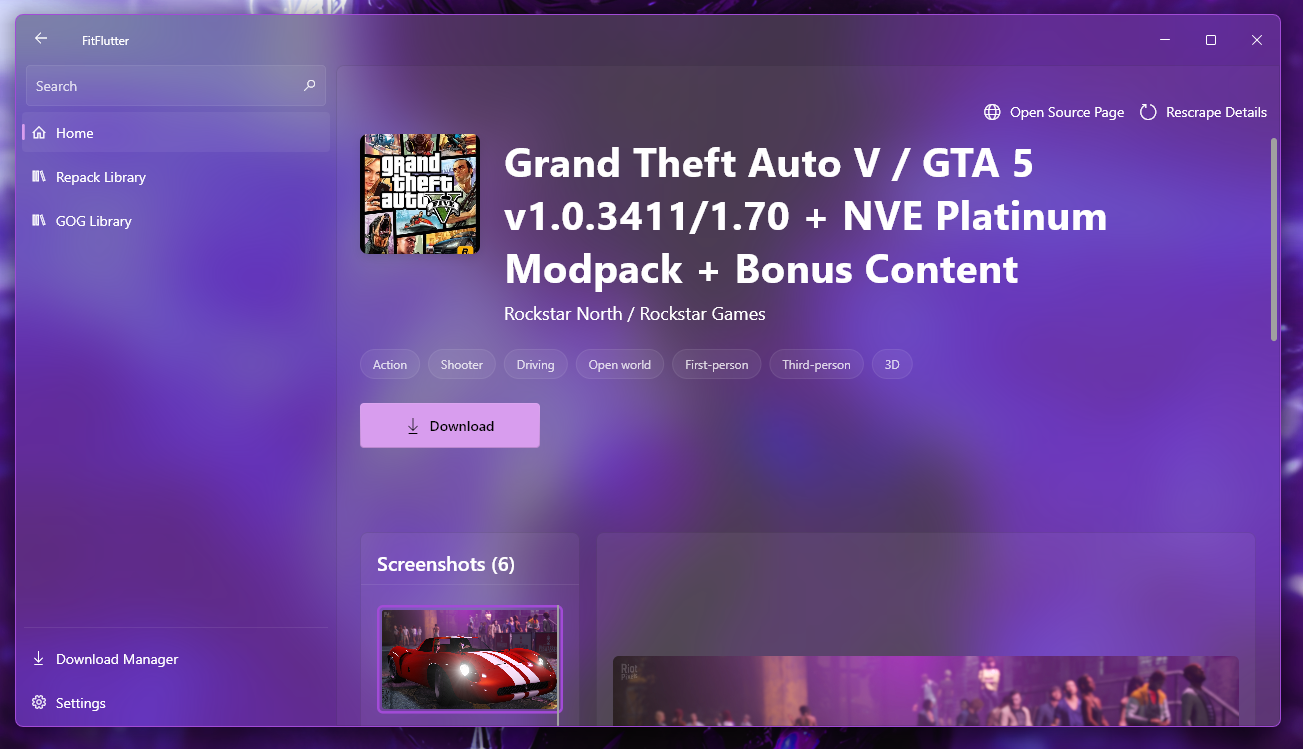 FitFlutter
Search
Home
Repack Library
GOG Library
Download Manager
Settings
Open Source Page
Rescrape Details
grand
theft
auto
V
FIVE
Grand Theft Auto V / GTA 5
v1.0.3411/1.70 + NVE Platinum
Modpack + Bonus Content
Rockstar North / Rockstar Games
Action
Shooter
Driving
Open world
First-person
Third-person
3D
Download
Screenshots (6)
Riot
Pixels